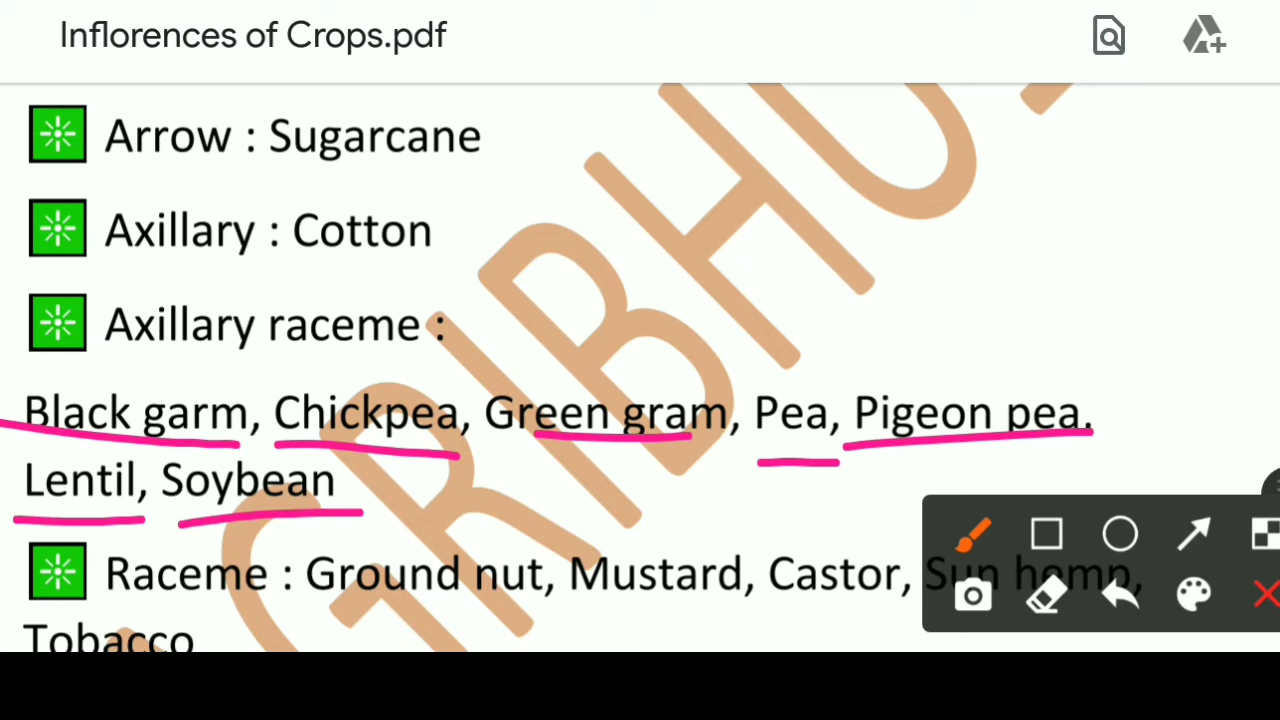 Inflorences of Crops.pdf
Arrow : Sugarcane
Axillary : Cotton
Axillary raceme :
Black garm, Chickpea, Green gram, Pea, Pigeon pea.
Lentil, Soybean
Raceme : Ground nut, Mustard, Castor, Sun hemp,
Tobacco